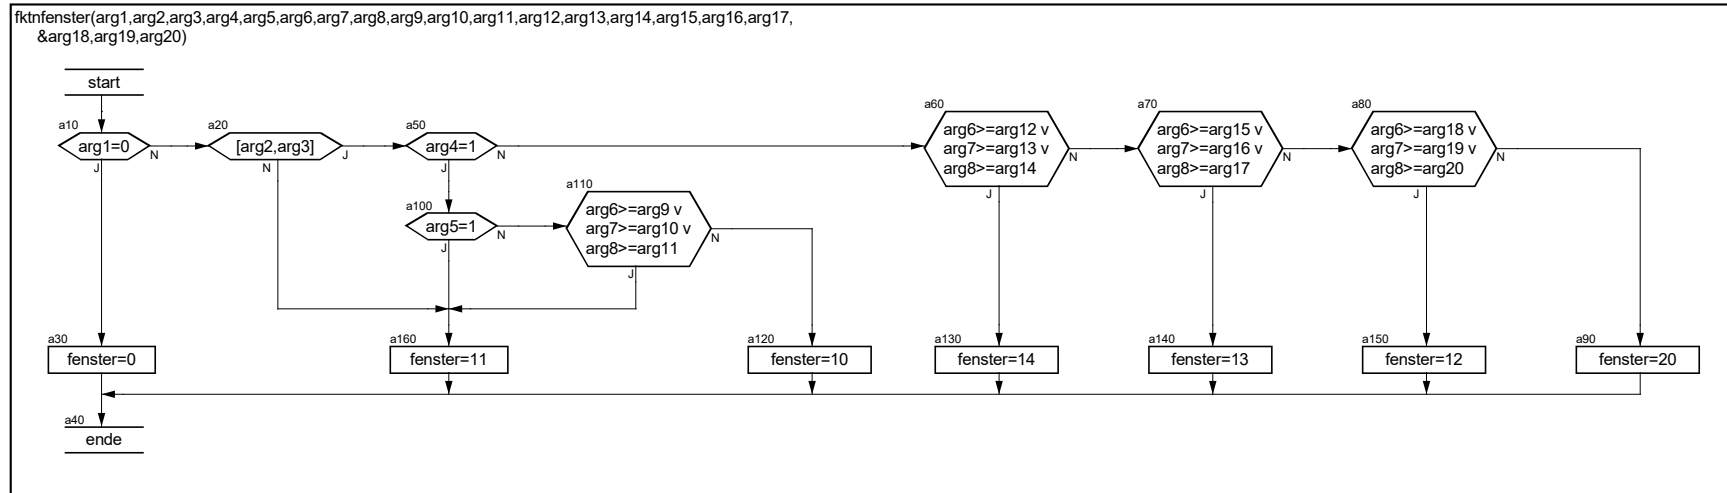 fktnfenster(arg1,arg2,arg3,arg4,arg5,arg6,arg7,arg8,arg9,arg10,arg11,arg12,arg13,arg14,arg15,arg16,arg17,
&arg18,arg19,arg20)
start
a10
arg1=0
N
J
a20
[arg2,arg3]
J
N
a50
arg4=1
N
J
a60
arg6>=arg12 v
arg7>=arg13 v
arg8>=arg14
N
J
a70
arg6>=arg15 v
arg7>=arg16 v
arg8>=arg17
N
J
a80
arg6>=arg18 v
arg7>=arg19 v
arg8>=arg20
N
J
a100
arg5=1
N
J
a110
arg6>=arg9 v
arg7>=arg10 v
arg8>=arg11
N
J
a30
fenster=0
a160
fenster=11
a120
fenster=10
a130
fenster=14
a140
fenster=13
a150
fenster=12
a90
fenster=20
a40
ende